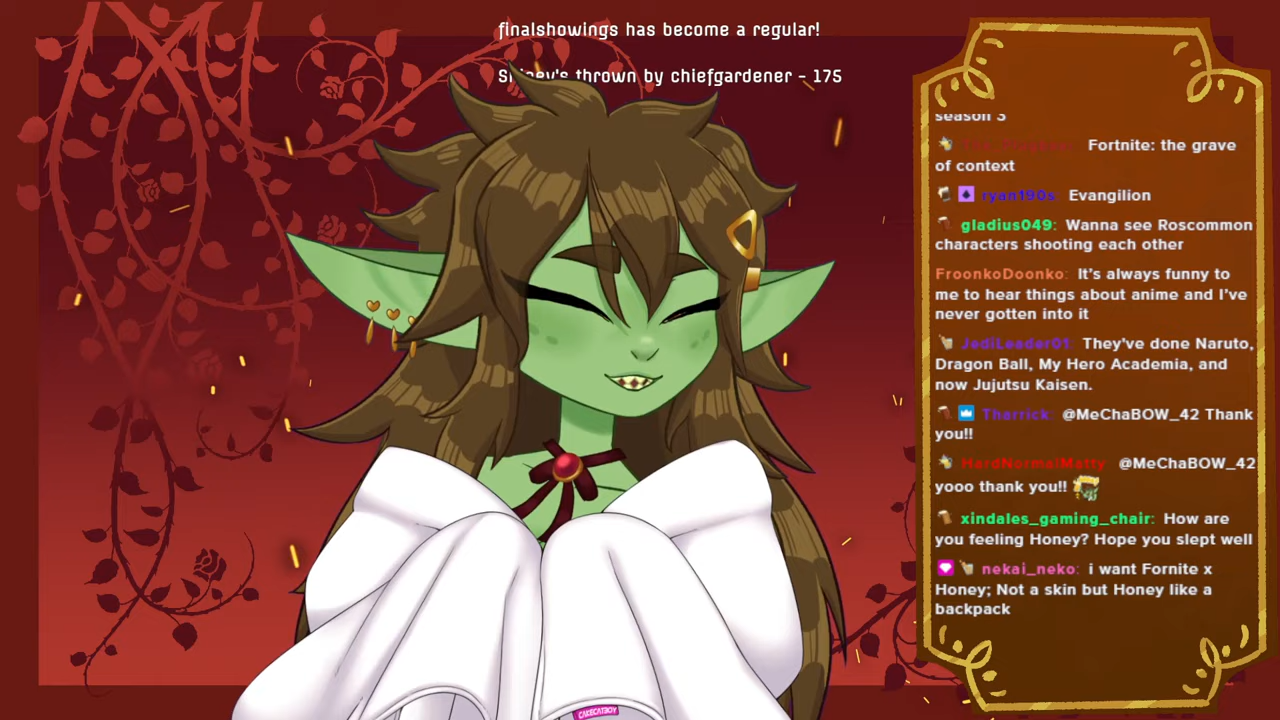 finalshowings has become a regular!
thrown by chiefgardener - 175
season 3
Fortnite: the grave
of context
ryan190s Evangilion
gladius049: Wanna see Roscommon
characters shooting each other
FroonkoDoonko: It's always funny to
me to hear things about anime and I've
never gotten into it
JediLeader01 They've done Naruto,
Dragon Ball, My Hero Academia, and
now Jujutsu Kaisen.
Tharrick: @MeChaBOW_42 Thank
you!!
HardNormalMatty @MeChaBOW_42
yooo thank you!!
xindales_gaming_chair: How are
you feeling Honey? Hope you slept well
nekai_neko: i want Fornite x
Honey; Not a skin but Honey like a
backpack
CAKECATBOY